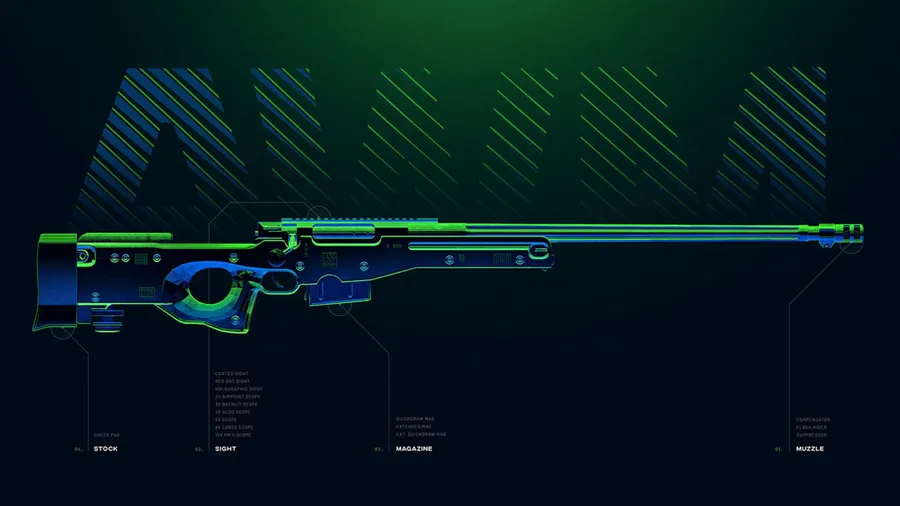 AWM
04. CHEEK PAD
STOCK
CANTED SIGHT
RED DOT SIGHT
HOLOGRAPHIC SIGHT
2X AIMPOINT SCOPE
3X BACKLIT SCOPE
4X ACOG SCOPE
6X SCOPE
8X CQBSS SCOPE
15X PM II SCOPE
03. SIGHT
QUICKDRAW MAG
EXTENDED MAG
EXT. QUICKDRAW MAG
02. MAGAZINE
COMPENSATOR
FLASH HIDER
SUPPRESSOR
01. MUZZLE